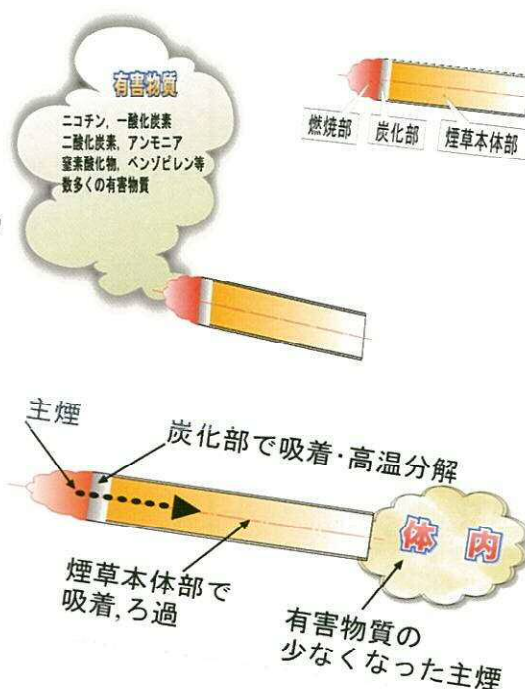 有害物質
ニコチン，一酸化炭素
二酸化炭素，アンモニア
窒素酸化物，ベンゾピレン等
数多くの有害物質
燃焼部
炭化部
煙草本体部
主煙
炭化部で吸着・高温分解
煙草本体部で
吸着，ろ過
体内
有害物質の
少なくなった主煙